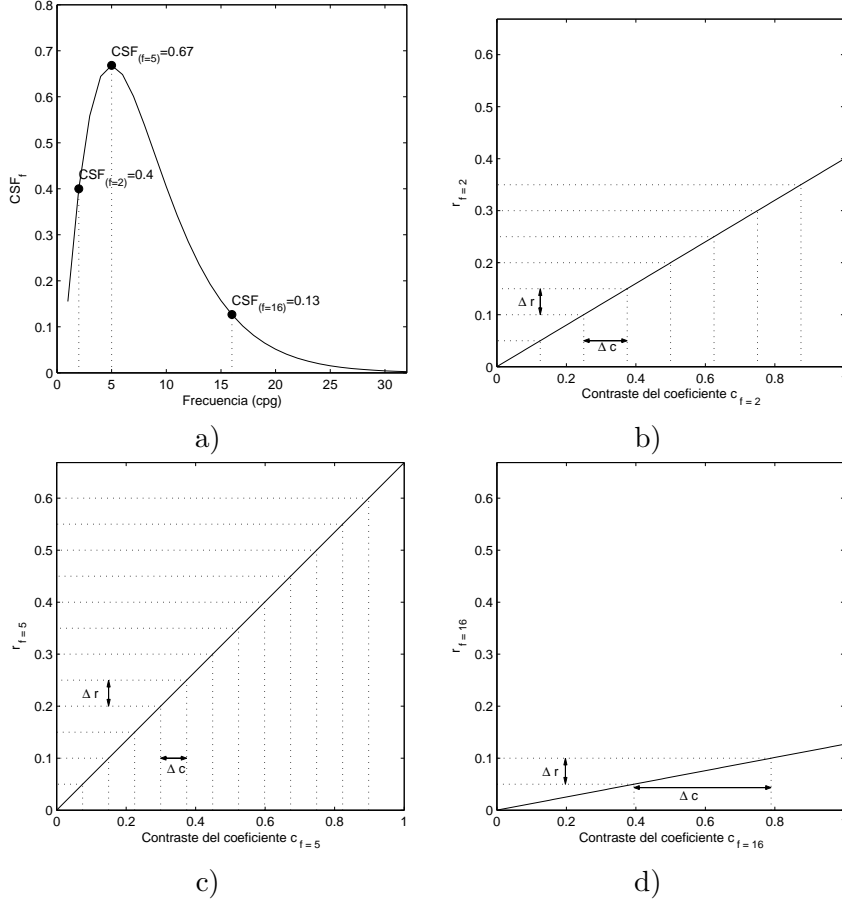 0.8
0.7
0.6
0.5
0.4
0.3
0.2
0.1
0
CSF_f
CSF_(f=5)=0.67
CSF_(f=2)=0.4
CSF_(f=16)=0.13
0 5 10 15 20 25 30
Frecuencia (cpg)
a)
0.6
0.5
0.4
0.3
0.2
0.1
0
r_f = 2
Δ r
Δ c
0 0.2 0.4 0.6 0.8 1
Contraste del coeficiente c_f = 2
b)
0.6
0.5
0.4
0.3
0.2
0.1
0
r_f = 5
Δ r
Δ c
0 0.2 0.4 0.6 0.8 1
Contraste del coeficiente c_f = 5
c)
0.6
0.5
0.4
0.3
0.2
0.1
0
r_f = 16
Δ r
Δ c
0 0.2 0.4 0.6 0.8 1
Contraste del coeficiente c_f = 16
d)